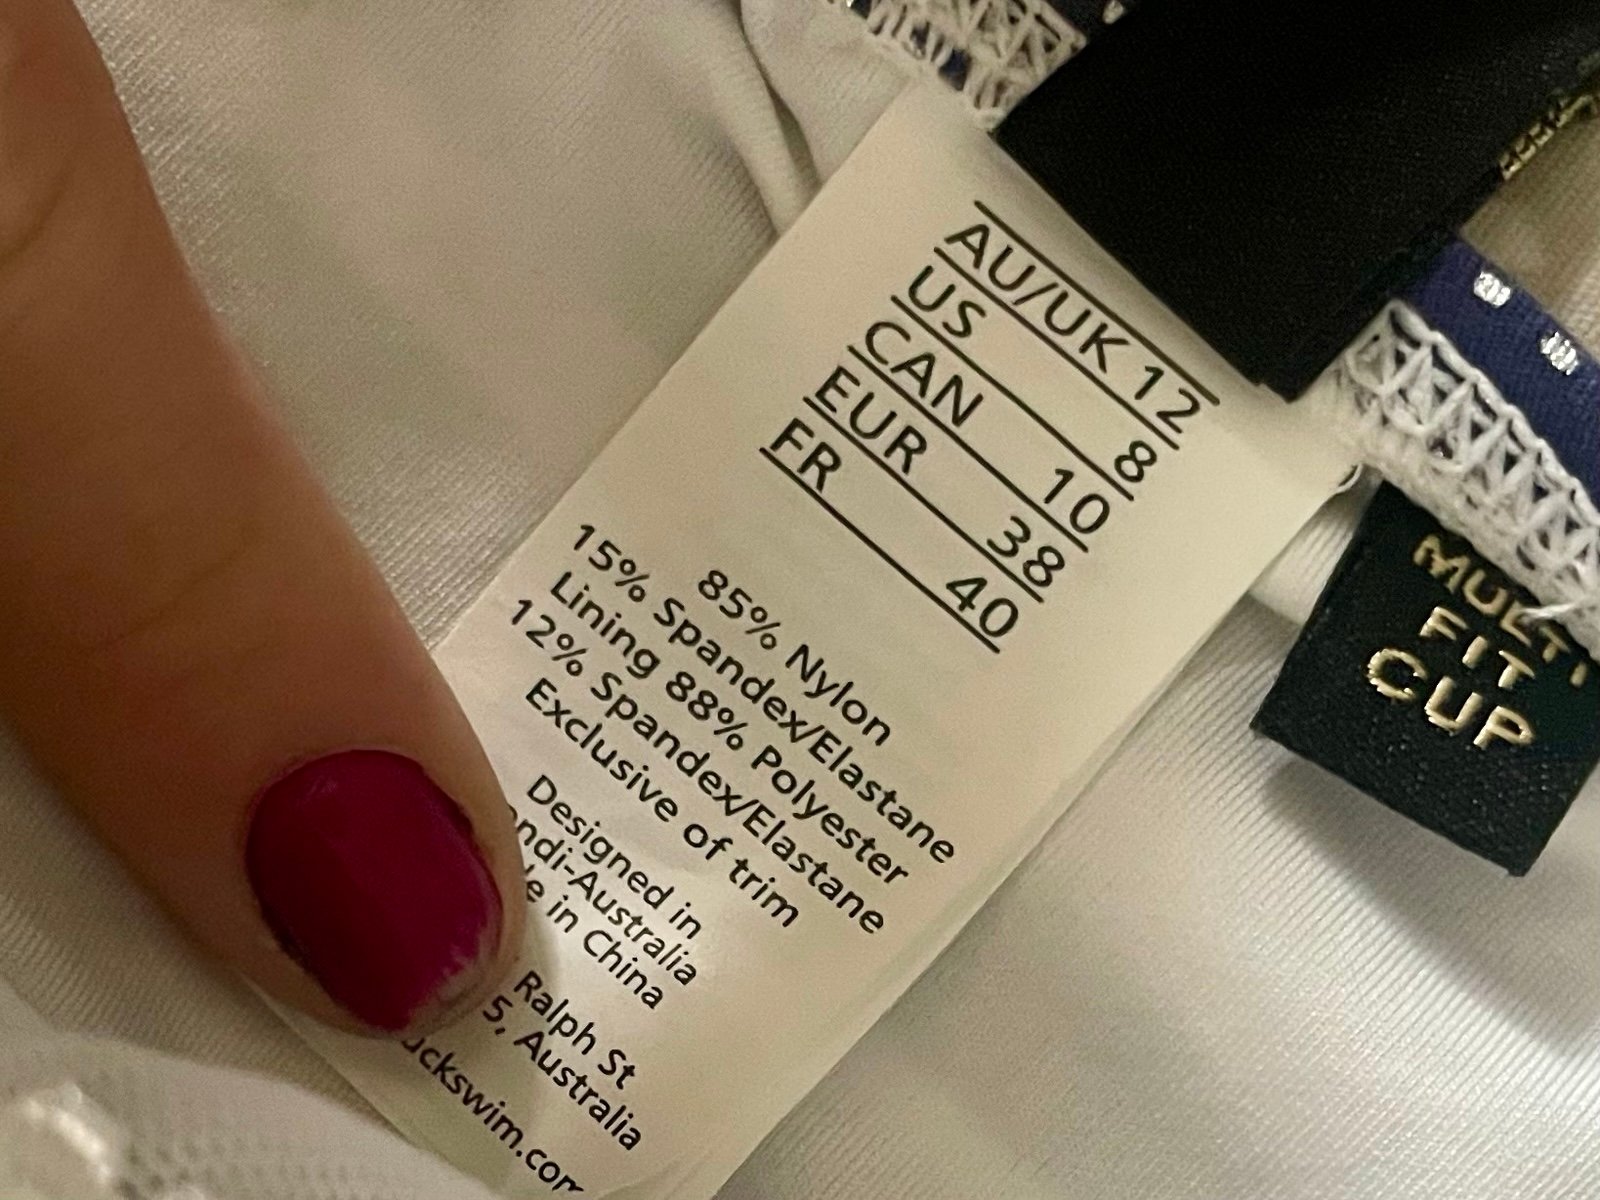 AU/UK 12
US 8
CAN 10
EUR 38
FR 40
85% Nylon
15% Spandex/Elastane
Lining 88% Polyester
12% Spandex/Elastane
Exclusive of trim
Designed in
ndi-Australia
e in China
Ralph St
5, Australia
uckswim.com
MULTI
FIT
CUP